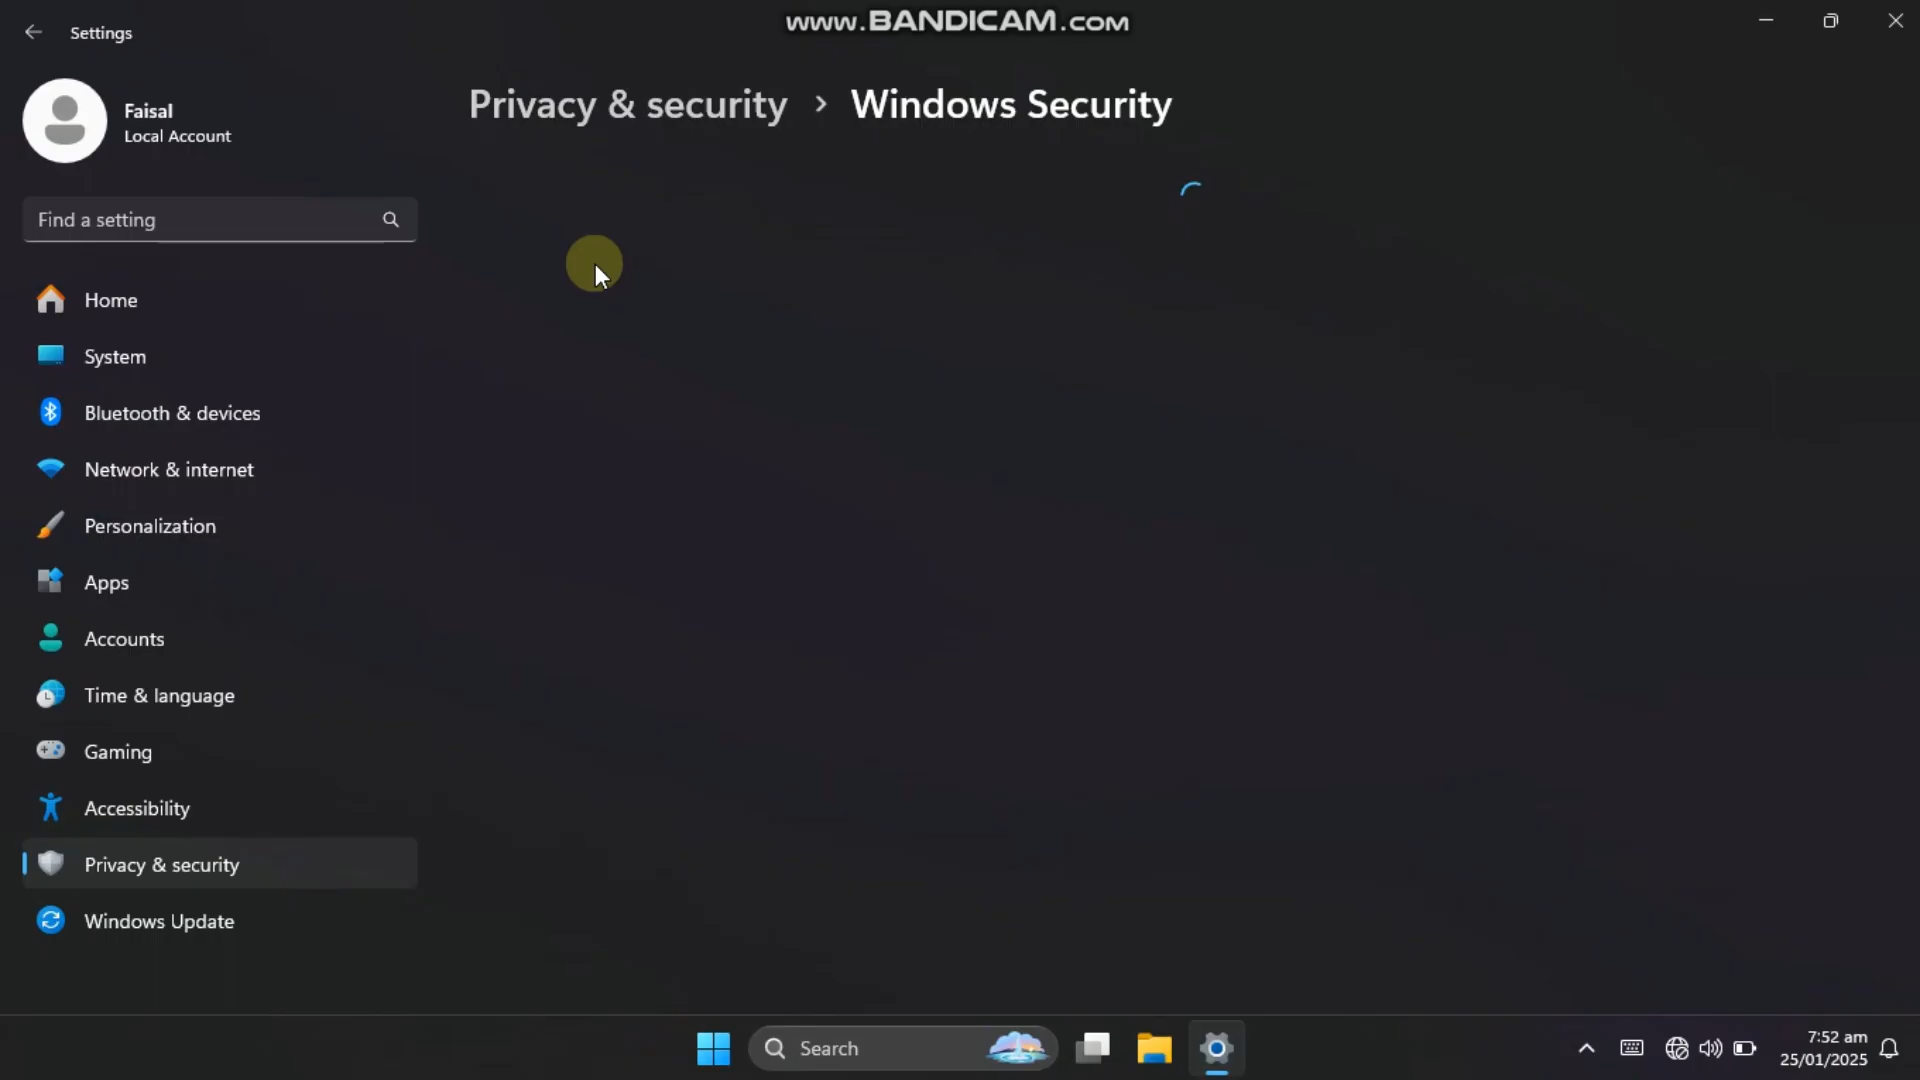 www.BANDICAM.com
Settings
Faisal
Local Account
Privacy & security > Windows Security
Find a setting
Home
System
Bluetooth & devices
Network & internet
Personalization
Apps
Accounts
Time & language
Gaming
Accessibility
Privacy & security
Windows Update
Search
7:52 am
25/01/2025